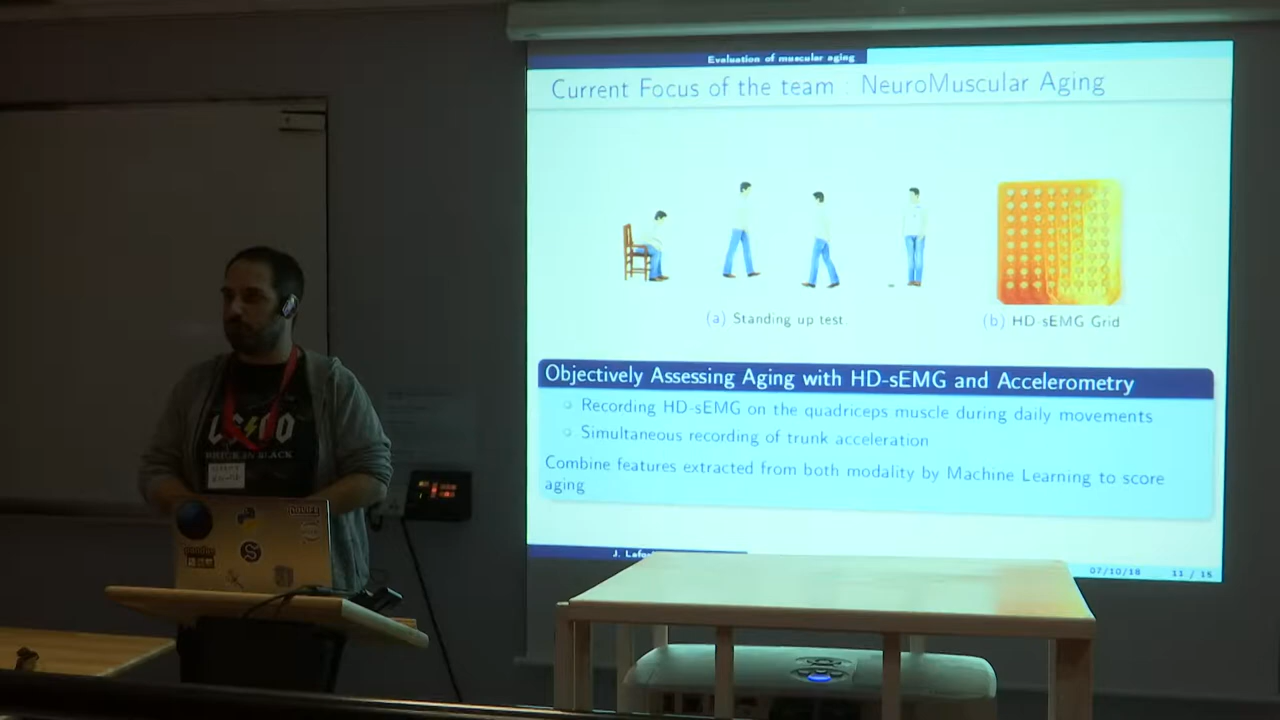 Evaluation of muscular aging
Current Focus of the team : NeuroMuscular Aging
(a) Standing up test
(b) HD-sEMG Grid
Objectively Assessing Aging with HD-sEMG and Accelerometry
Recording HD-sEMG on the quadriceps muscle during daily movements
Simultaneous recording of trunk acceleration
Combine features extracted from both modality by Machine Learning to score
aging
J.
07/10/18
11 / 15
BRICK IN BLACK